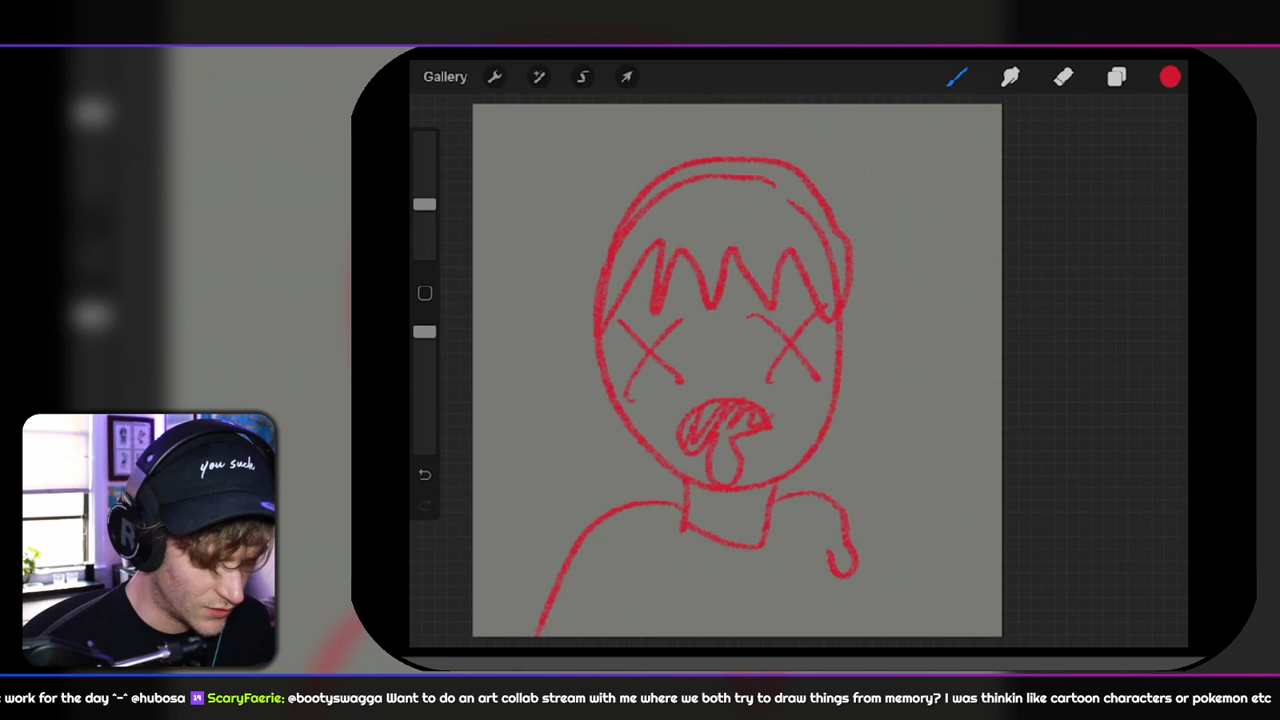 Gallery
you suck.
R
work for the day ^-^ @hubosa 19 ScaryFaerie: @bootyswagga Want to do an art collab stream with me where we both try to draw things from memory? I was thinkin like cartoon characters or pokemon etc